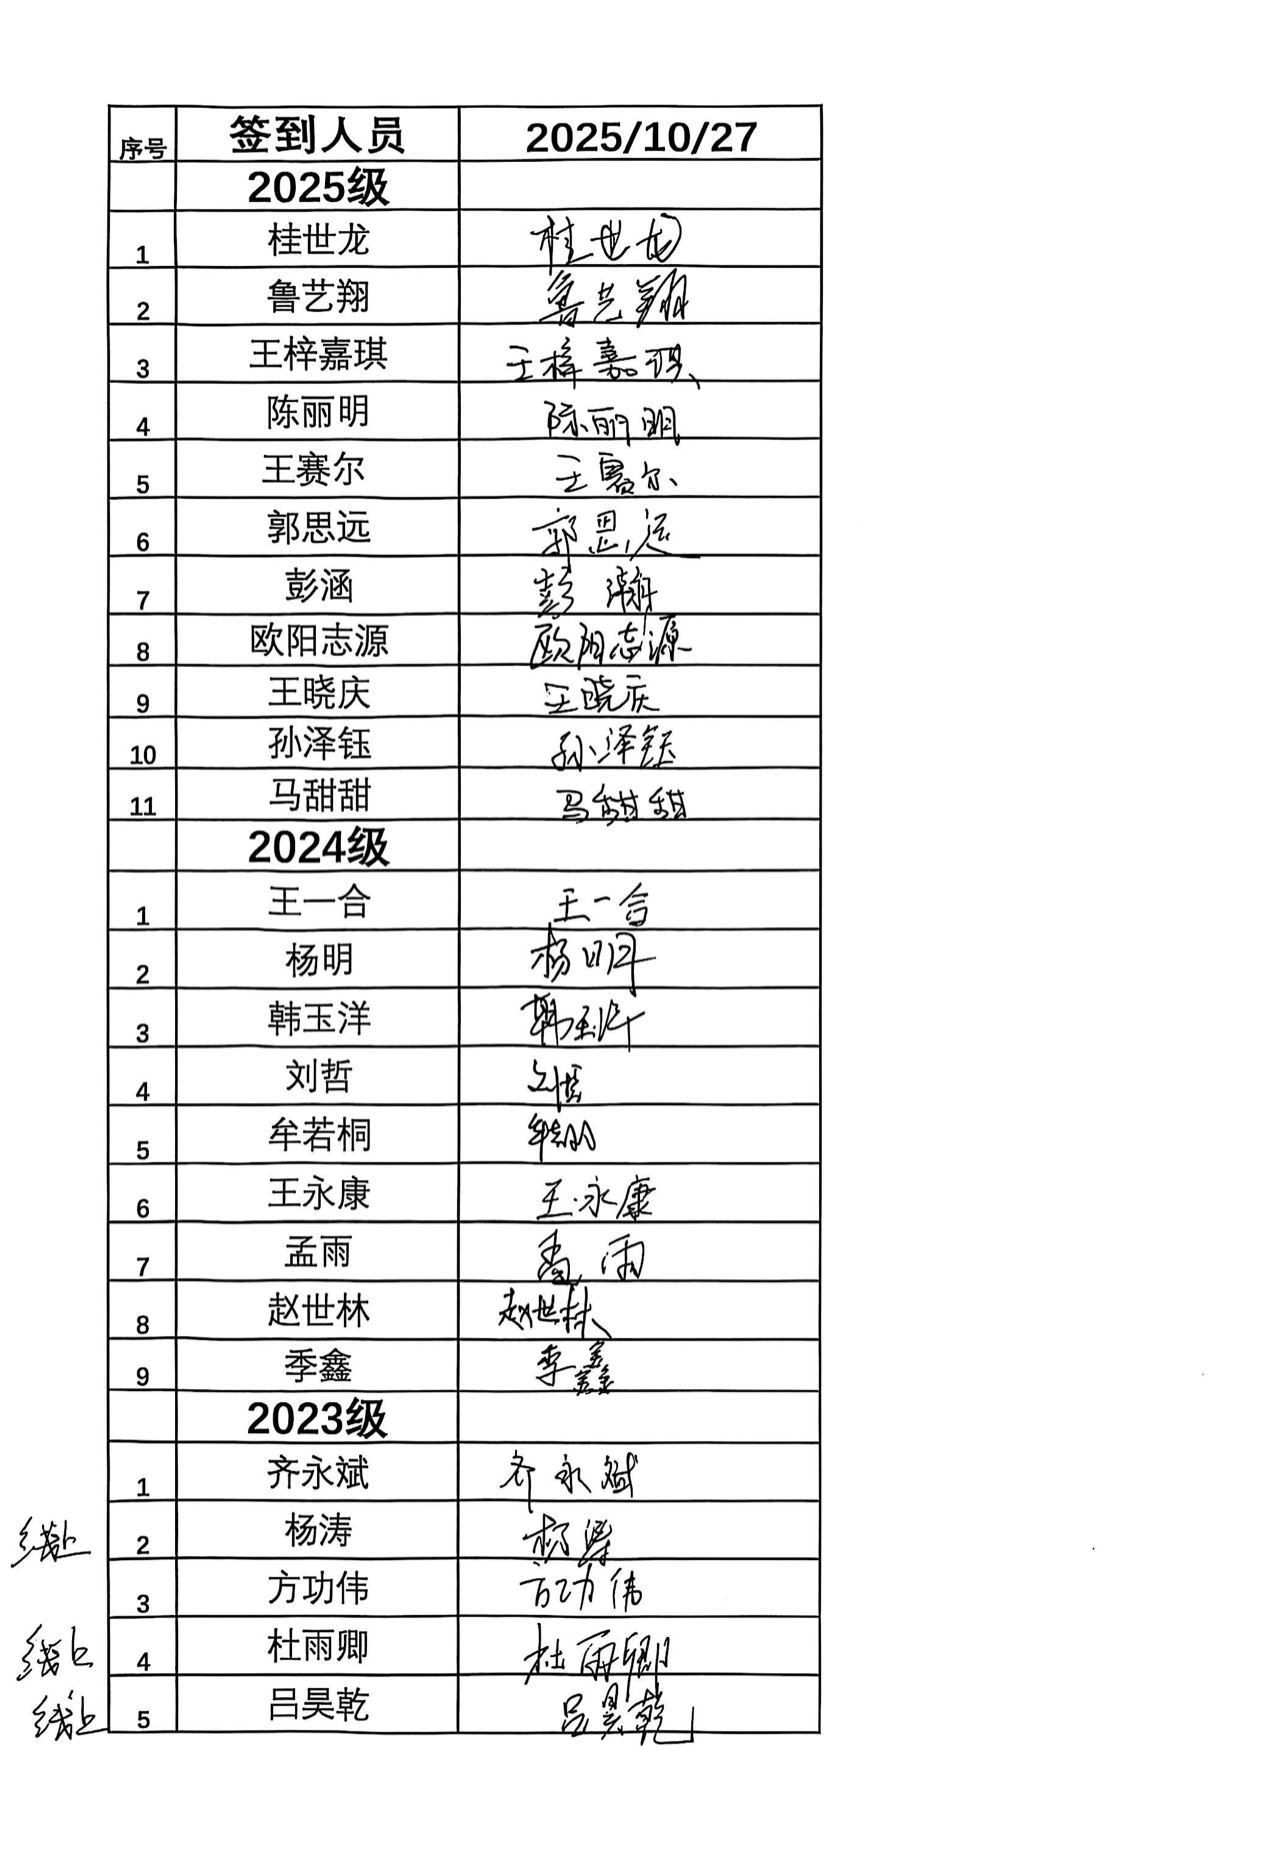 序号 签到人员 2025/10/27
2025级
1 桂世龙 桂世龙
2 鲁艺翔 鲁艺翔
3 王梓嘉琪 王梓嘉琪
4 陈丽明 陈丽明
5 王赛尔 王赛尔
6 郭思远 郭思远
7 彭涵 彭
8 欧阳志源 欧阳志源
9 王晓庆 王晓庆
10 孙泽钰 孙泽钰
11 马甜甜 马甜甜
2024级
1 王一合 王一合
2 杨明 杨明
3 韩玉洋 韩玉洋
4 刘哲 刘哲
5 牟若桐 牟若桐
6 王永康 王永康
7 孟雨 孟雨
8 赵世林 赵世林
9 季鑫 季鑫
2023级
1 齐永斌 齐永斌
线上 2 杨涛 杨涛
3 方功伟 方功伟
线上 4 杜雨卿 杜雨卿
线上 5 吕昊乾 吕昊乾